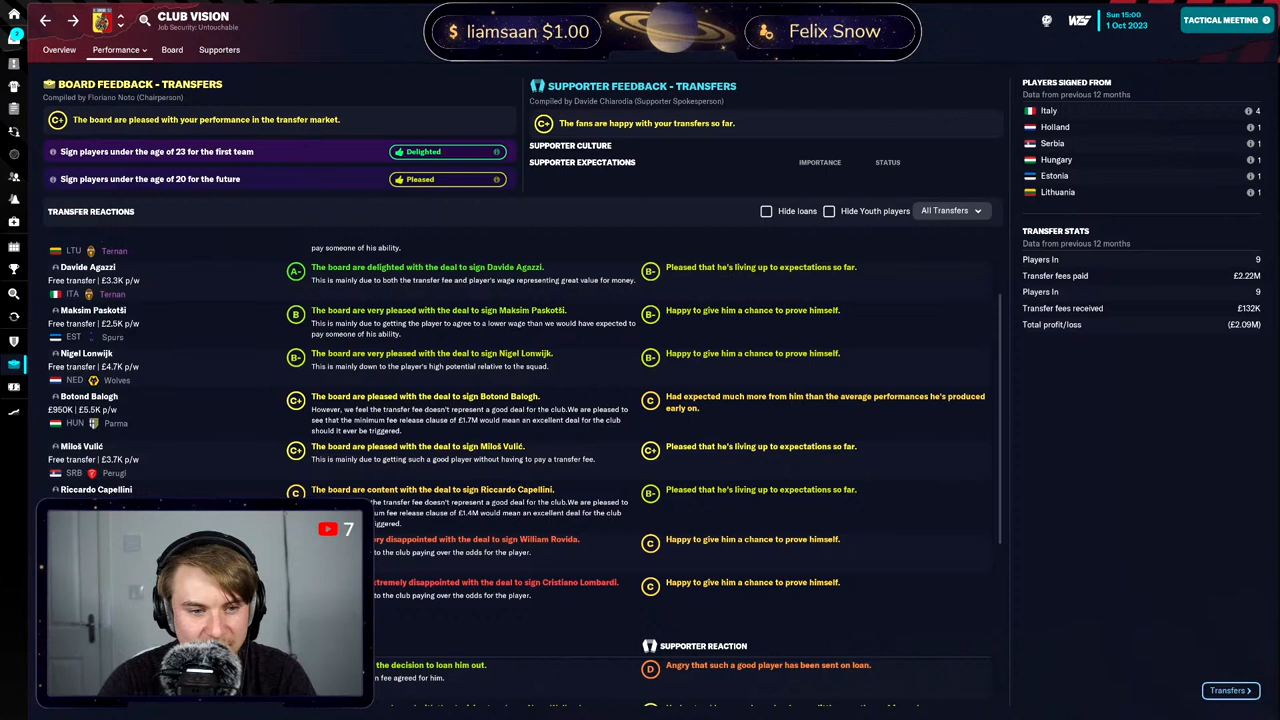 CLUB VISION
Job Security: Untouchable
2
liamsaan $1.00
Felix Snow
Sun 15:00
1 Oct 2023
TACTICAL MEETING
Overview
Performance
Board
Supporters
BOARD FEEDBACK - TRANSFERS
Compiled by Floriano Noto (Chairperson)
C+ The board are pleased with your performance in the transfer market.
Sign players under the age of 23 for the first team Delighted
Sign players under the age of 20 for the future Pleased
SUPPORTER FEEDBACK - TRANSFERS
Compiled by Davide Chiarodia (Supporter Spokesperson)
C+ The fans are happy with your transfers so far.
SUPPORTER CULTURE
SUPPORTER EXPECTATIONS IMPORTANCE STATUS
TRANSFER REACTIONS
Hide loans Hide Youth players All Transfers
pay someone of his ability.
LTU Ternan
Davide Agazzi
Free transfer | £3.3K p/w
ITA Ternan
A- The board are delighted with the deal to sign Davide Agazzi.
This is mainly due to both the transfer fee and player's wage representing great value for money.
B- Pleased that he's living up to expectations so far.
Maksim Paskotši
Free transfer | £2.5K p/w
EST Spurs
B The board are very pleased with the deal to sign Maksim Paskotši.
This is mainly due to getting the player to agree to a lower wage than we would have expected to
pay someone of his ability.
B- Happy to give him a chance to prove himself.
Nigel Lonwijk
Free transfer | £4.7K p/w
NED Wolves
B- The board are very pleased with the deal to sign Nigel Lonwijk.
This is mainly down to the player's high potential relative to the squad.
B- Happy to give him a chance to prove himself.
Botond Balogh
£950K | £5.5K p/w
HUN Parma
C+ The board are pleased with the deal to sign Botond Balogh.
However, we feel the transfer fee doesn't represent a good deal for the club.We are pleased to
see that the minimum fee release clause of £1.7M would mean an excellent deal for the club
should it ever be triggered.
C Had expected much more from him than the average performances he's produced
early on.
Miloš Vulić
Free transfer | £3.7K p/w
SRB Perugi
C+ The board are pleased with the deal to sign Miloš Vulić.
This is mainly due to getting such a good player without having to pay a transfer fee.
C+ Pleased that he's living up to expectations so far.
Riccardo Capellini
C The board are content with the deal to sign Riccardo Capellini.
the transfer fee doesn't represent a good deal for the club.We are pleased to
fee release clause of £1.4M would mean an excellent deal for the club
triggered.
B- Pleased that he's living up to expectations so far.
disappointed with the deal to sign William Rovida.
to the club paying over the odds for the player.
C Happy to give him a chance to prove himself.
extremely disappointed with the deal to sign Cristiano Lombardi.
to the club paying over the odds for the player.
C Happy to give him a chance to prove himself.
SUPPORTER REACTION
the decision to loan him out.
fee agreed for him.
D Angry that such a good player has been sent on loan.
7
PLAYERS SIGNED FROM
Data from previous 12 months
Italy 4
Holland 1
Serbia 1
Hungary 1
Estonia 1
Lithuania 1
TRANSFER STATS
Data from previous 12 months
Players In 9
Transfer fees paid £2.22M
Players In 9
Transfer fees received £132K
Total profit/loss (£2.09M)
Transfers